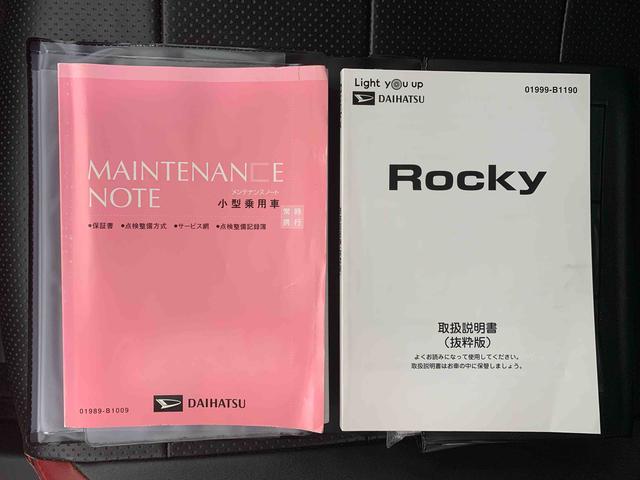 MAINTENANCE
NOTE
メンテナンスノート
小型乗用車
常時
携行
●保証書 ●点検整備方式 ●サービス網 ●点検整備記録簿
01989-B1009
DAIHATSU
Light you up
DAIHATSU
01999-B1190
Rocky
取扱説明書
(抜粋版)
よくお読みになって使用してください。
取扱説明書はお車の中に保管しましょう。